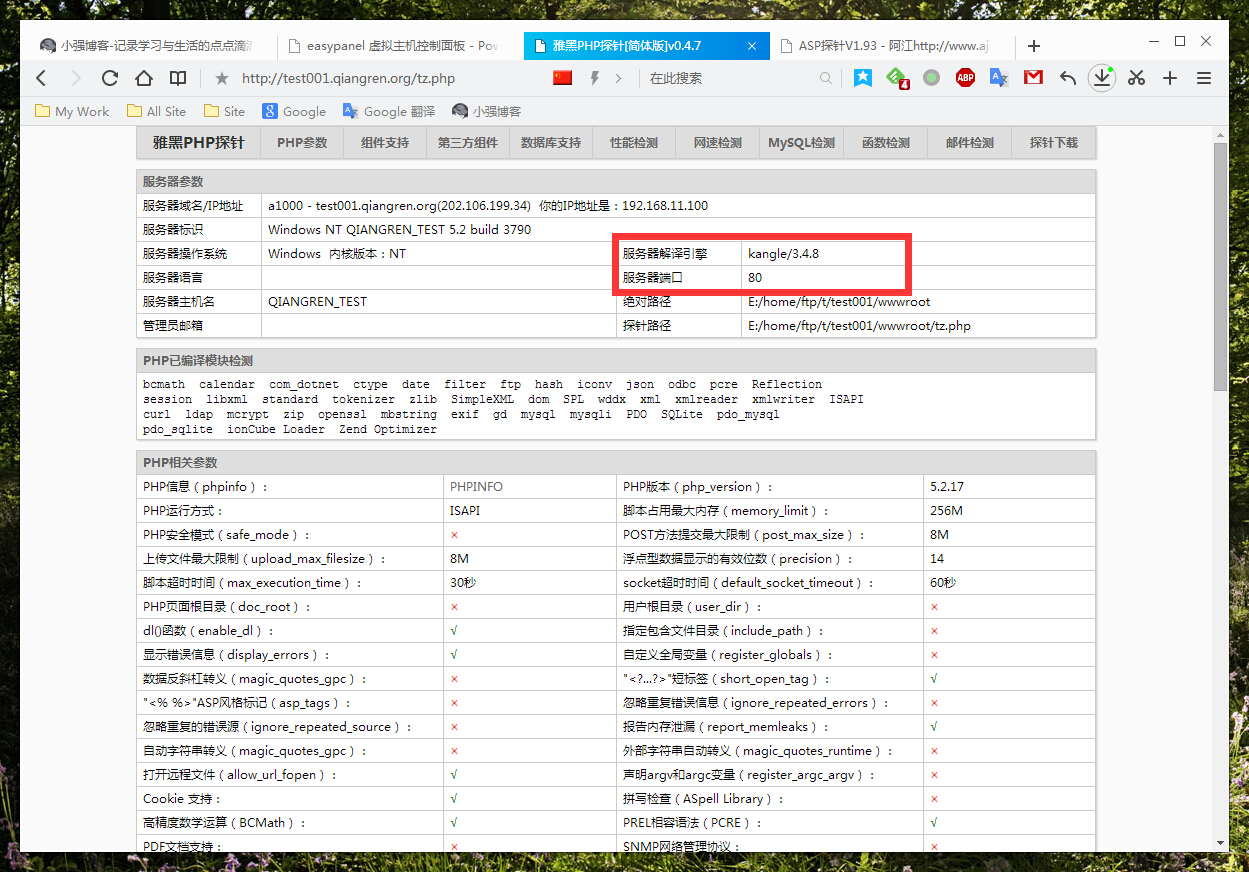 小强博客-记录学习与生活的点点滴
easypanel 虚拟主机控制面板 - Pow
雅黑PHP探针[简体版]v0.4.7
ASP探针V1.93 - 阿江http://www.aj
http://test001.qiangren.org/tz.php
在此搜索
4
ABP
My Work
All Site
Site
8 Google
Google 翻译
小强博客
雅黑PHP探针 PHP参数 组件支持 第三方组件 数据库支持 性能检测 网速检测 MySQL检测 函数检测 邮件检测 探针下载
服务器参数
服务器域名/IP地址 a1000 - test001.qiangren.org(202.106.199.34) 你的IP地址是：192.168.11.100
服务器标识 Windows NT QIANGREN_TEST 5.2 build 3790
服务器操作系统 Windows 内核版本：NT 服务器解译引擎 kangle/3.4.8
服务器语言 服务器端口 80
服务器主机名 QIANGREN_TEST 绝对路径 E:/home/ftp/t/test001/wwwroot
管理员邮箱 探针路径 E:/home/ftp/t/test001/wwwroot/tz.php
PHP已编译模块检测
bcmath calendar com_dotnet ctype date filter ftp hash iconv json odbc pcre Reflection
session libxml standard tokenizer zlib SimpleXML dom SPL wddx xml xmlreader xmlwriter ISAPI
curl ldap mcrypt zip openssl mbstring exif gd mysql mysqli PDO SQLite pdo_mysql
pdo_sqlite ionCube Loader Zend Optimizer
PHP相关参数
PHP信息（phpinfo）： PHPINFO PHP版本（php_version）： 5.2.17
PHP运行方式： ISAPI 脚本占用最大内存（memory_limit）： 256M
PHP安全模式（safe_mode）： × POST方法提交最大限制（post_max_size）： 8M
上传文件最大限制（upload_max_filesize）： 8M 浮点型数据显示的有效位数（precision）： 14
脚本超时时间（max_execution_time）： 30秒 socket超时时间（default_socket_timeout）： 60秒
PHP页面根目录（doc_root）： × 用户根目录（user_dir）： ×
dl()函数（enable_dl）： √ 指定包含文件目录（include_path）： ×
显示错误信息（display_errors）： √ 自定义全局变量（register_globals）： ×
数据反斜杠转义（magic_quotes_gpc）： × "<?...?>"短标签（short_open_tag）： √
"<% %>"ASP风格标记（asp_tags）： × 忽略重复错误信息（ignore_repeated_errors）： ×
忽略重复的错误源（ignore_repeated_source）： × 报告内存泄漏（report_memleaks）： √
自动字符串转义（magic_quotes_gpc）： × 外部字符串自动转义（magic_quotes_runtime）： ×
打开远程文件（allow_url_fopen）： √ 声明argv和argc变量（register_argc_argv）： ×
Cookie 支持： √ 拼写检查（ASpell Library）： ×
高精度数学运算（BCMath）： √ PREL相容语法（PCRE）： √
PDF文档支持： × SNMP网络管理协议： ×